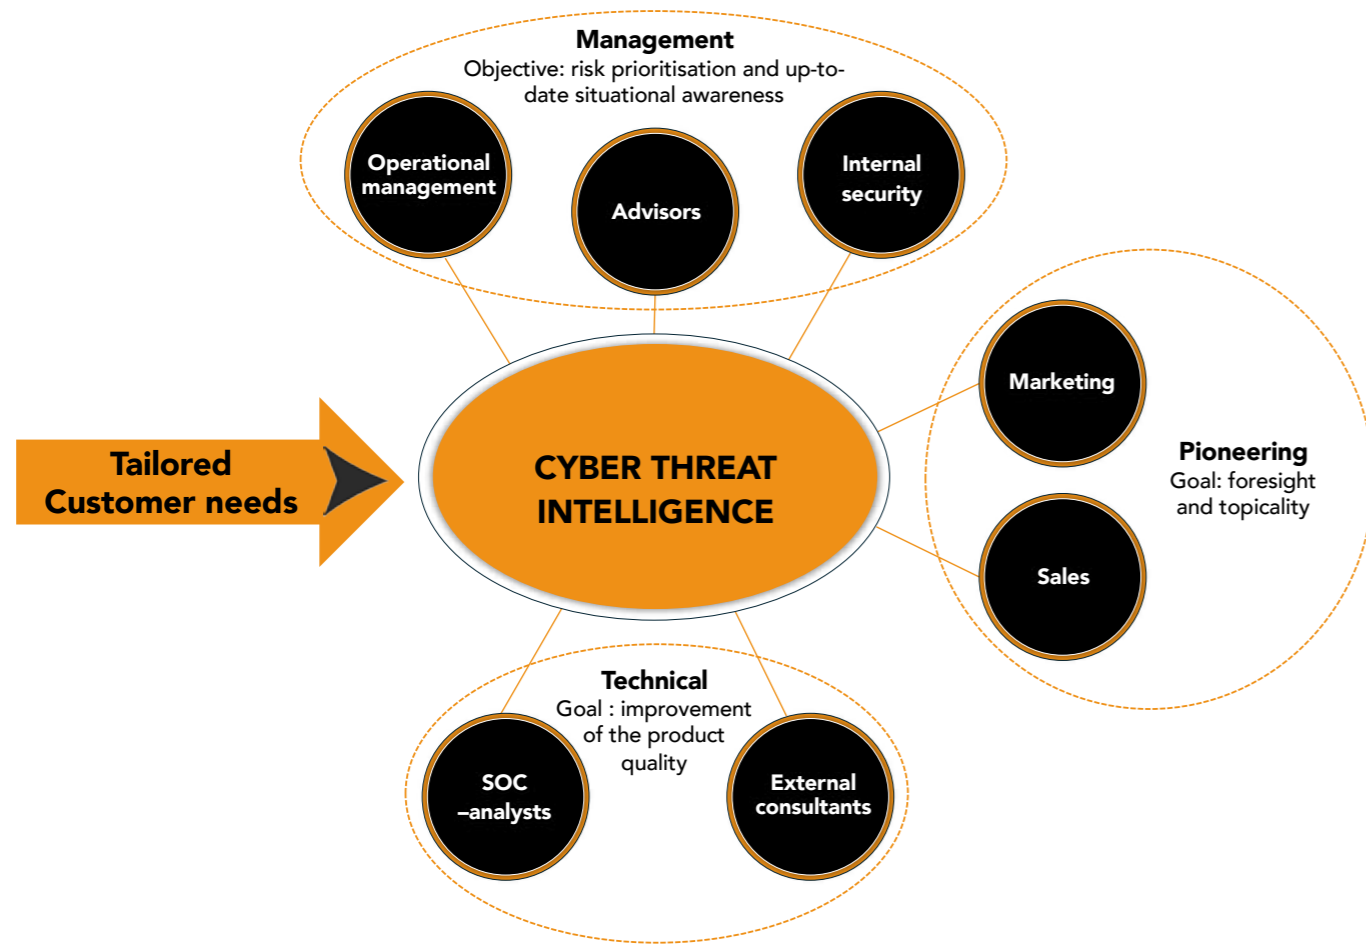 Management
Objective: risk prioritisation and up-to-
date situational awareness
Operational
management
Advisors
Internal
security
Marketing
Pioneering
Goal: foresight
and topicality
Sales
Tailored
Customer needs
CYBER THREAT
INTELLIGENCE
Technical
Goal : improvement
of the product
quality
SOC
–analysts
External
consultants